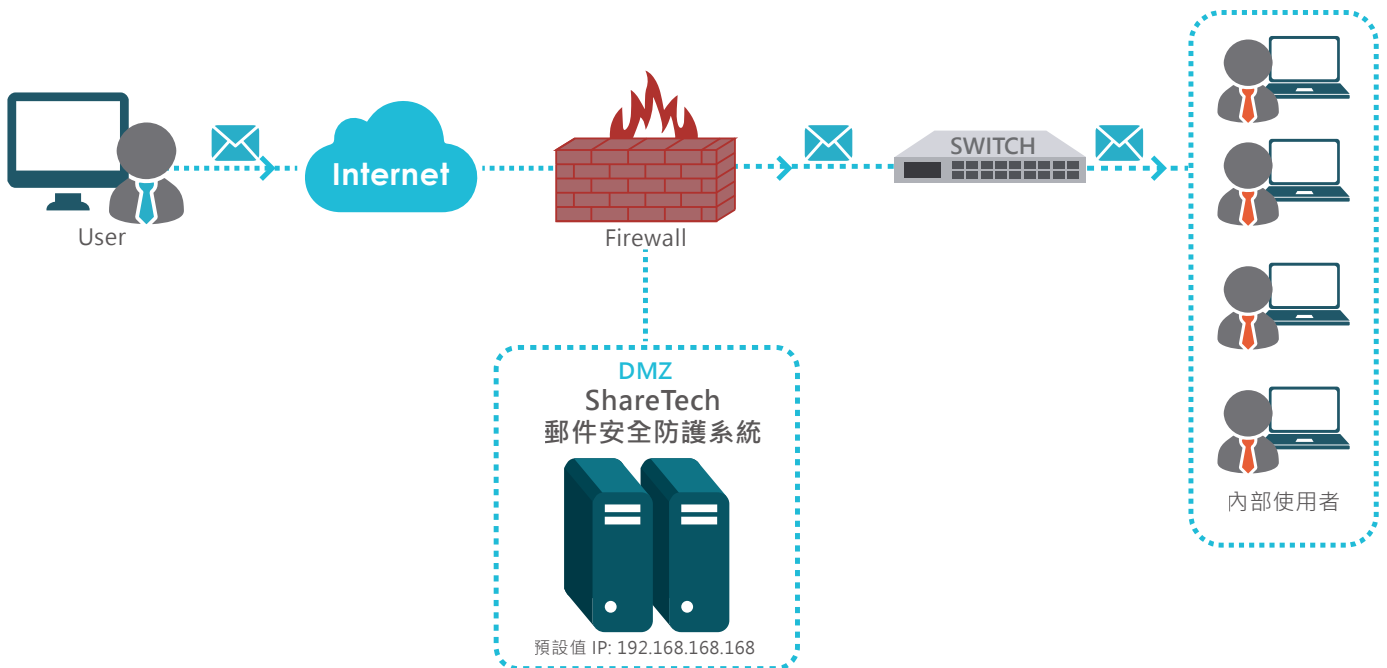 User
Internet
Firewall
SWITCH
內部使用者
DMZ
ShareTech
郵件安全防護系統
預設值 IP: 192.168.168.168